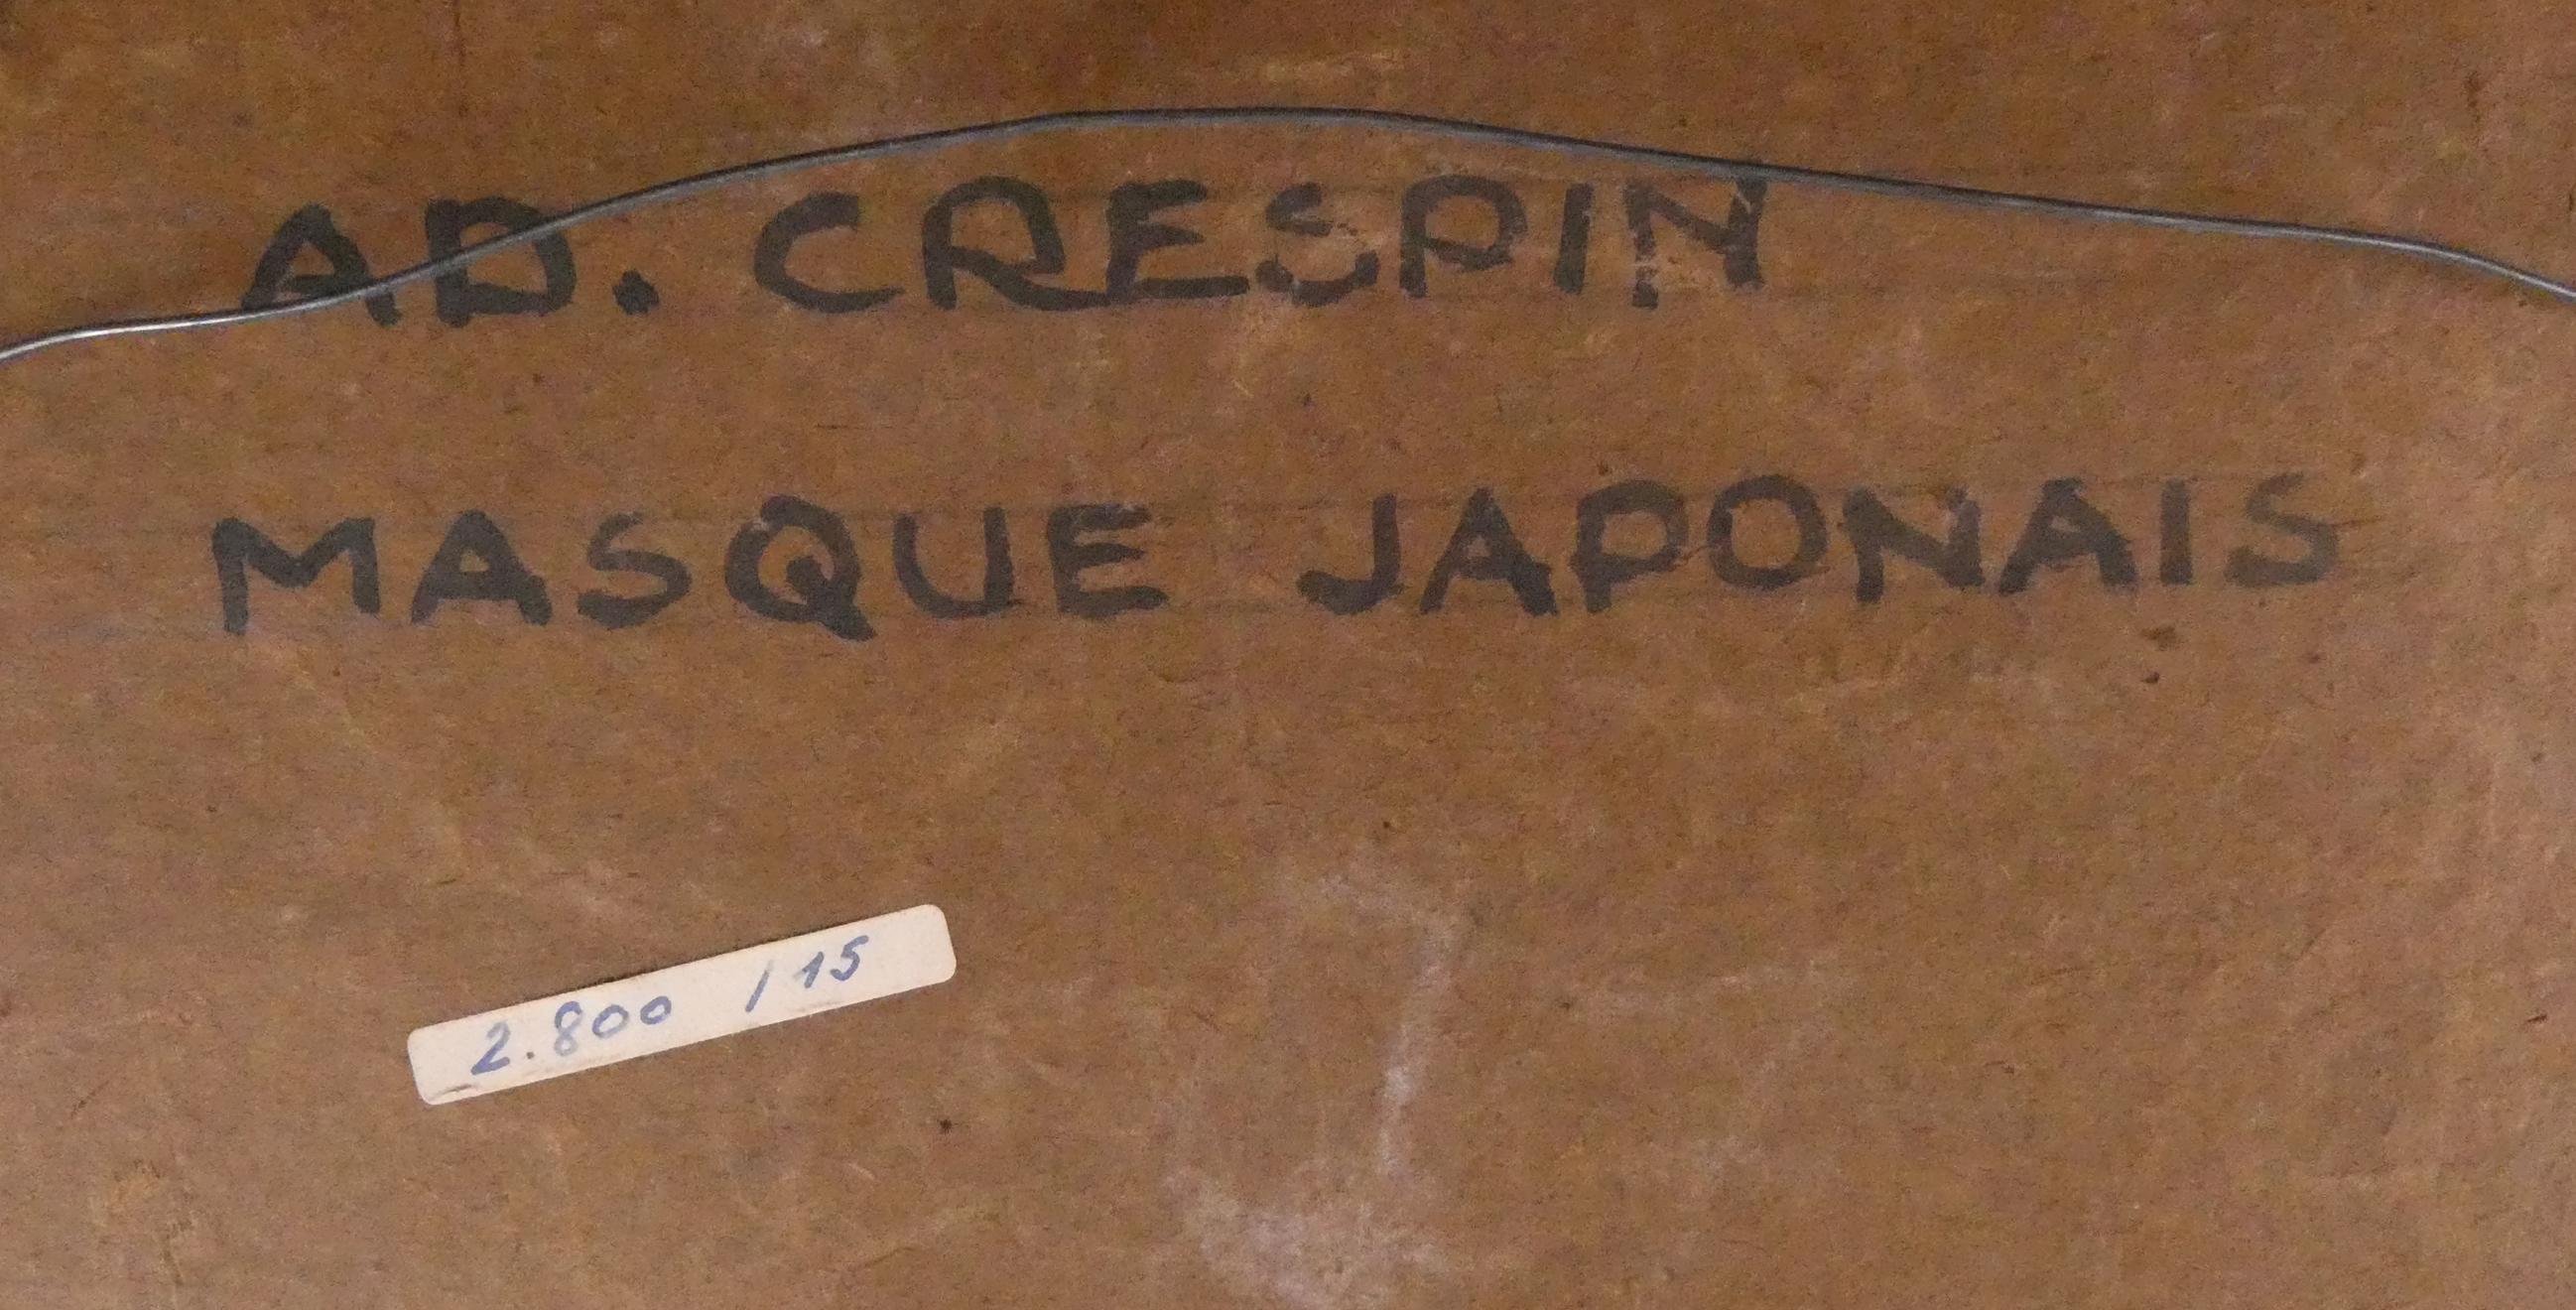 AD. CRESPIN
MASQUE JAPONAIS
2.800 / 15